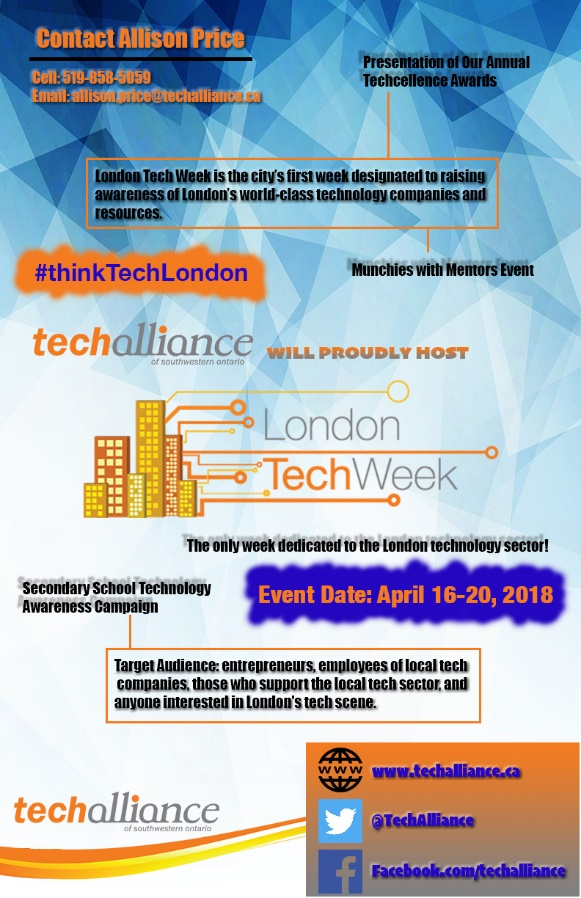 Contact Allison Price
Cell: 519-858-5059
Email: allison.price@techalliance.ca
Presentation of Our Annual
Techcellence Awards
London Tech Week is the city's first week designated to raising
awareness of London's world-class technology companies and
resources.
Munchies with Mentors Event
#thinkTechLondon
techalliance
of southwestern ontario
WILL PROUDLY HOST
London
TechWeek
The only week dedicated to the London technology sector!
Secondary School Technology
Awareness Campaign
Event Date: April 16-20, 2018
Target Audience: entrepreneurs, employees of local tech
companies, those who support the local tech sector, and
anyone interested in London's tech scene.
WWW
www.techalliance.ca
techalliance
of southwestern ontario
@TechAlliance
f
Facebook.com/techalliance